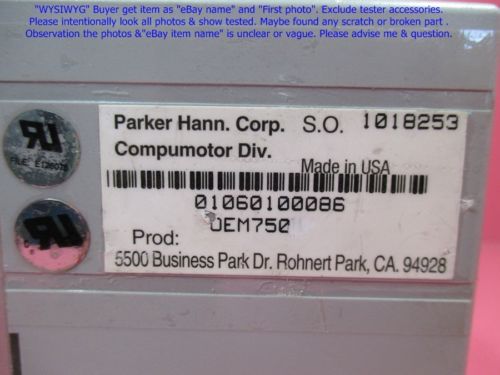 "WYSIWYG" Buyer get item as "eBay name" and "First photo". Exclude tester accessories.
Please intentionally look all photos & show tested. Maybe found any scratch or broken part .
Observation the photos &"eBay item name" is unclear or vague. Please advise me & question.
Parker Hann. Corp. S.O. 1018253
Compumotor Div.
Made in USA
01060100086
OEM750
Prod:
5500 Business Park Dr. Rohnert Park, CA. 94928